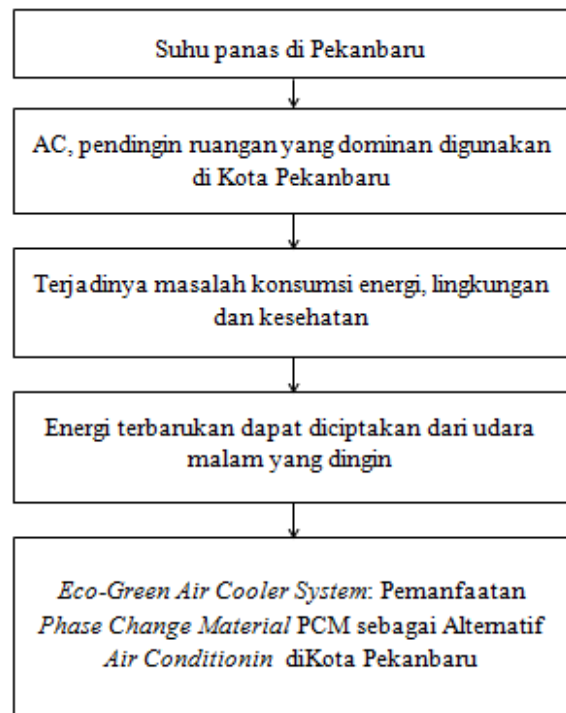 Suhu panas di Pekanbaru
AC, pendingin ruangan yang dominan digunakan
di Kota Pekanbaru
Terjadinya masalah konsumsi energi, lingkungan
dan kesehatan
Energi terbarukan dapat diciptakan dari udara
malam yang dingin
Eco-Green Air Cooler System: Pemanfaatan
Phase Change Material PCM sebagai Alternatif
Air Conditionin diKota Pekanbaru